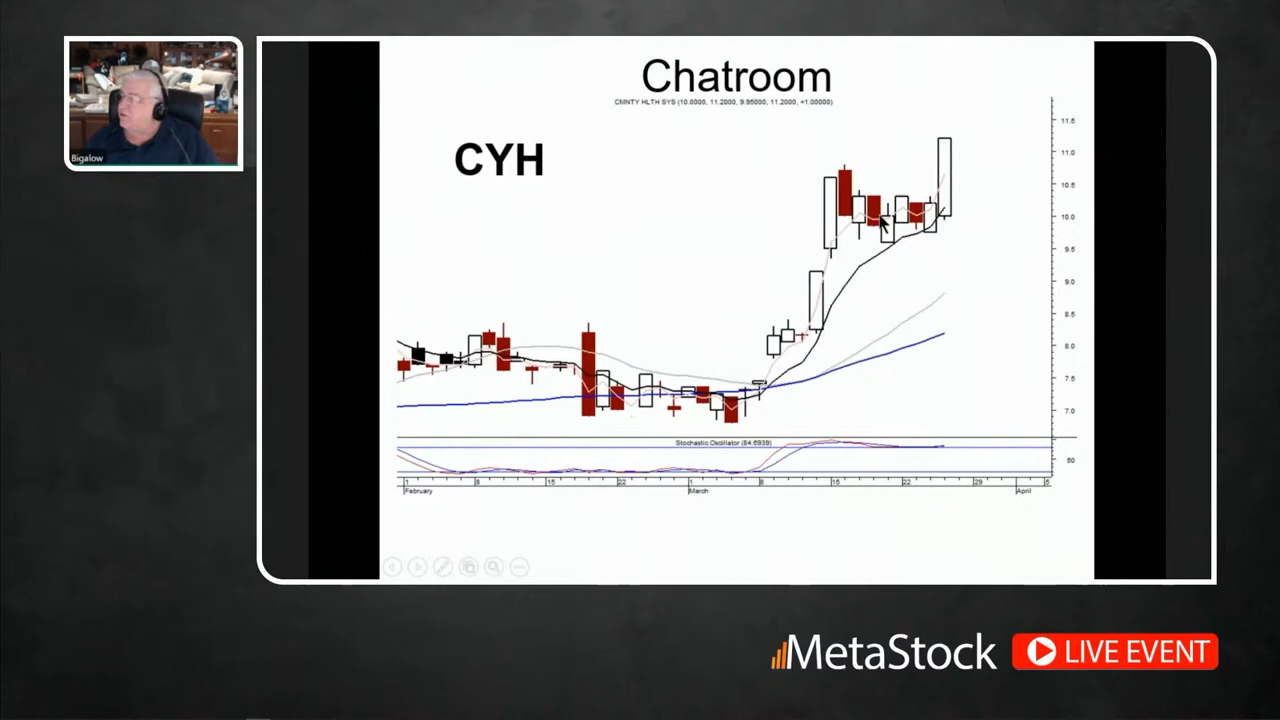 Bigalow
Chatroom
CMNTY HLTH SYS (10.0000, 11.2000, 9.95000, 11.2000, +1.00000)
CYH
11.5
11.0
10.5
10.0
9.5
9.0
8.5
8.0
7.5
7.0
Stochastic Oscillator (84.6939)
50
1 8 15 22 1 8 15 22 29 5
February March April
MetaStock
LIVE EVENT